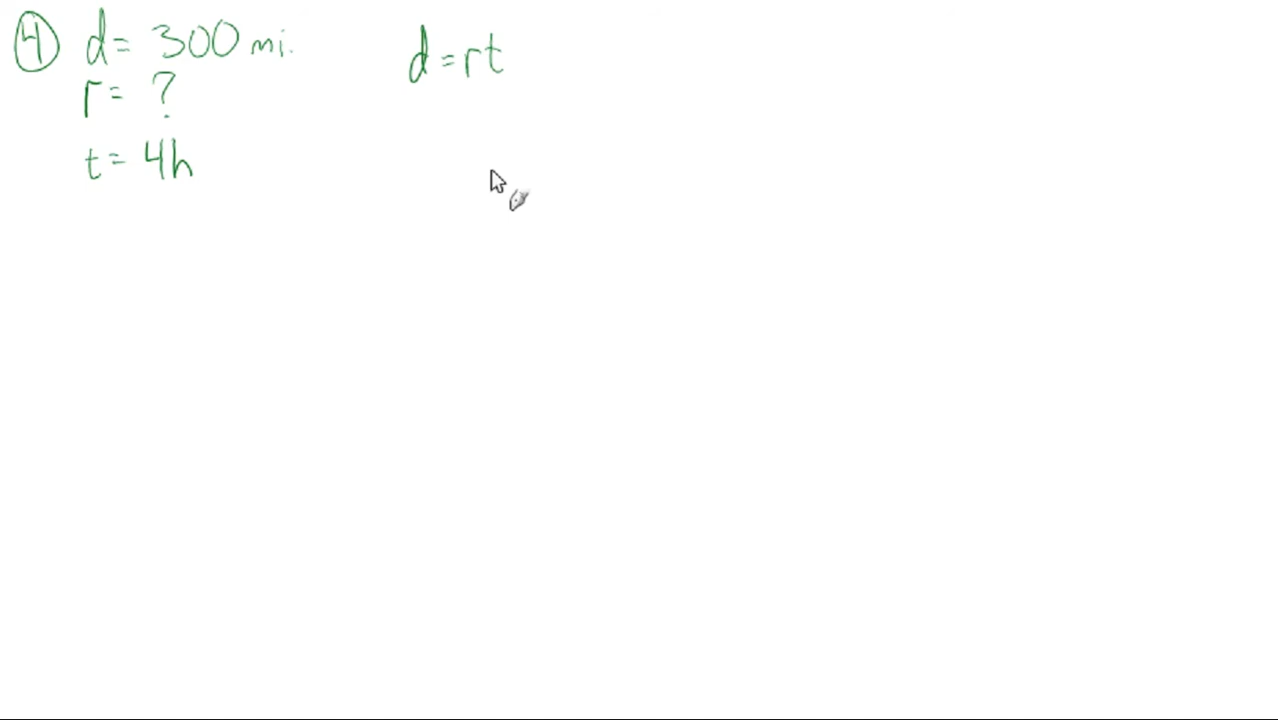 ④ d = 300 mi.
r = ?
t = 4h
d = rt